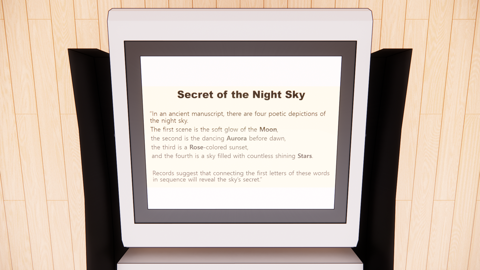 Secret of the Night Sky
"In an ancient manuscript, there are four poetic depictions of
the night sky.
The first scene is the soft glow of the Moon,
the second is the dancing Aurora before dawn,
the third is a Rose-colored sunset,
and the fourth is a sky filled with countless shining Stars.
Records suggest that connecting the first letters of these words
in sequence will reveal the sky's secret."